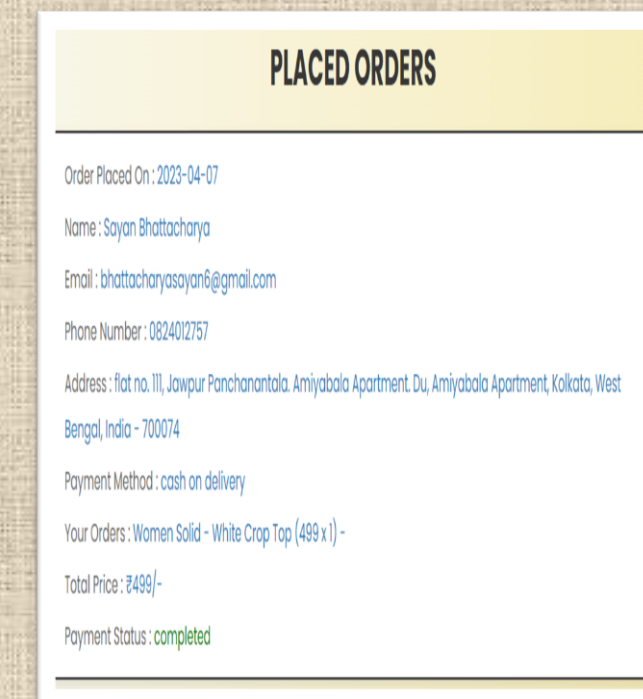 PLACED ORDERS
Order Placed On : 2023-04-07
Name : Sayan Bhattacharya
Email : bhattacharyasayan6@gmail.com
Phone Number : 0824012757
Address : flat no. 111, Jawpur Panchanantala. Amiyabala Apartment. Du, Amiyabala Apartment, Kolkata, West
Bengal, India - 700074
Payment Method : cash on delivery
Your Orders : Women Solid - White Crop Top (499 x 1) -
Total Price : ₹499/-
Payment Status : completed